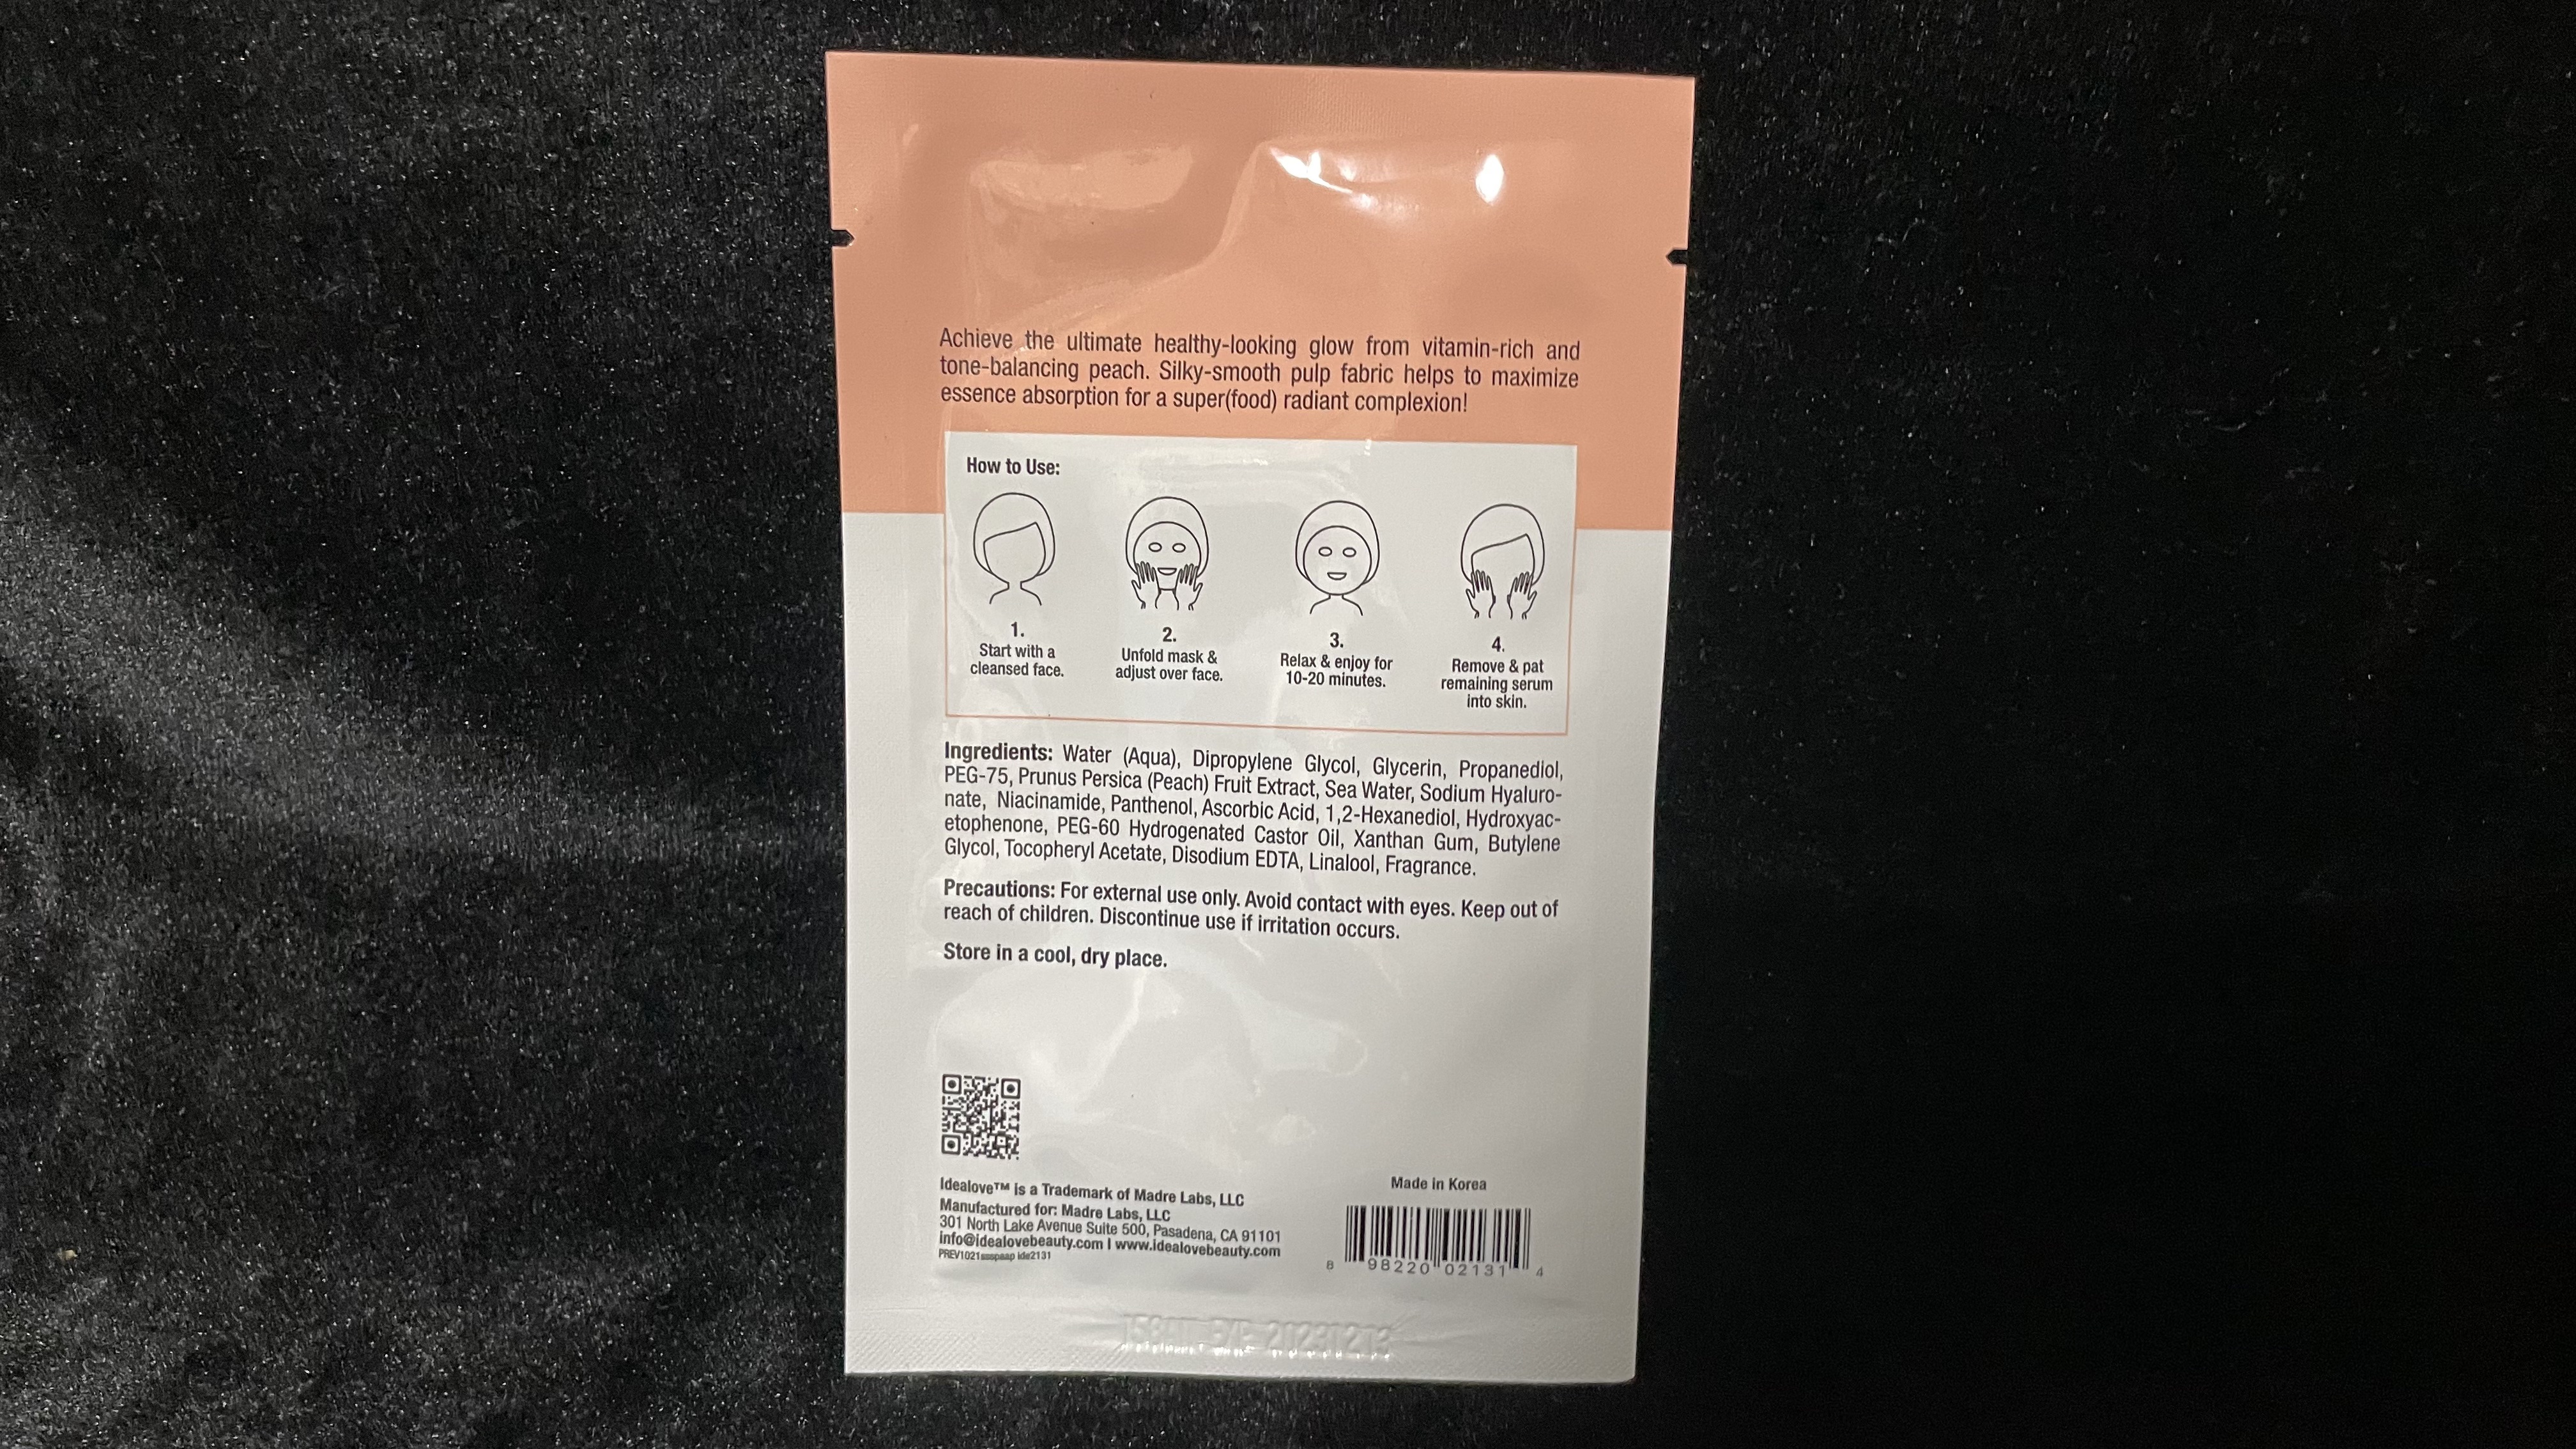 Achieve the ultimate healthy-looking glow from vitamin-rich and
tone-balancing peach. Silky-smooth pulp fabric helps to maximize
essence absorption for a super(food) radiant complexion!
How to Use:
1.
Start with a
cleansed face.
2.
Unfold mask &
adjust over face.
3.
Relax & enjoy for
10-20 minutes.
4.
Remove & pat
remaining serum
into skin.
Ingredients: Water (Aqua), Dipropylene Glycol, Glycerin, Propanediol,
PEG-75, Prunus Persica (Peach) Fruit Extract, Sea Water, Sodium Hyaluro-
nate, Niacinamide, Panthenol, Ascorbic Acid, 1,2-Hexanediol, Hydroxyac-
etophenone, PEG-60 Hydrogenated Castor Oil, Xanthan Gum, Butylene
Glycol, Tocopheryl Acetate, Disodium EDTA, Linalool, Fragrance.
Precautions: For external use only. Avoid contact with eyes. Keep out of
reach of children. Discontinue use if irritation occurs.
Store in a cool, dry place.
Idealove™ is a Trademark of Madre Labs, LLC
Manufactured for: Madre Labs, LLC
301 North Lake Avenue Suite 500, Pasadena, CA 91101
info@idealovebeauty.com | www.idealovebeauty.com
ide2131
Made in Korea
8 98220 02131 4